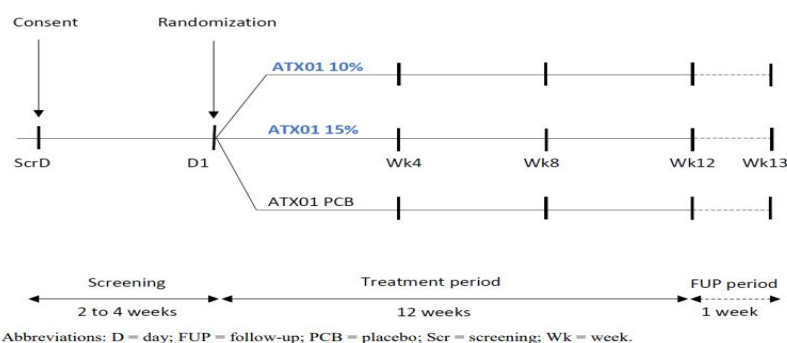 Consent Randomization
ATX01 10%
ATX01 15%
ScrD D1 Wk4 Wk8 Wk12 Wk13
ATX01 PCB
Screening Treatment period FUP period
2 to 4 weeks 12 weeks 1 week
Abbreviations: D = day; FUP = follow-up; PCB = placebo; Scr = screening; Wk = week.